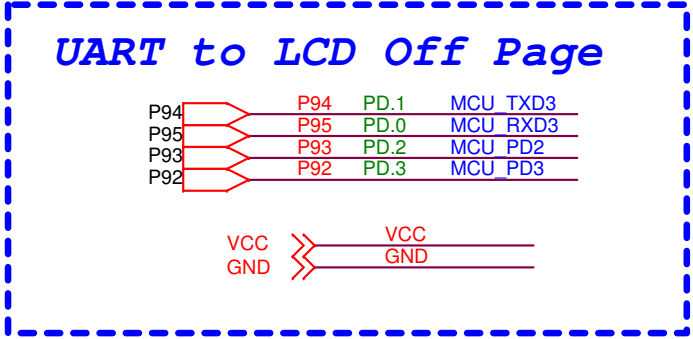 UART to LCD Off Page
P94 P94 PD.1 MCU_TXD3
P95 P95 PD.0 MCU_RXD3
P93 P93 PD.2 MCU_PD2
P92 P92 PD.3 MCU_PD3
VCC VCC
GND GND